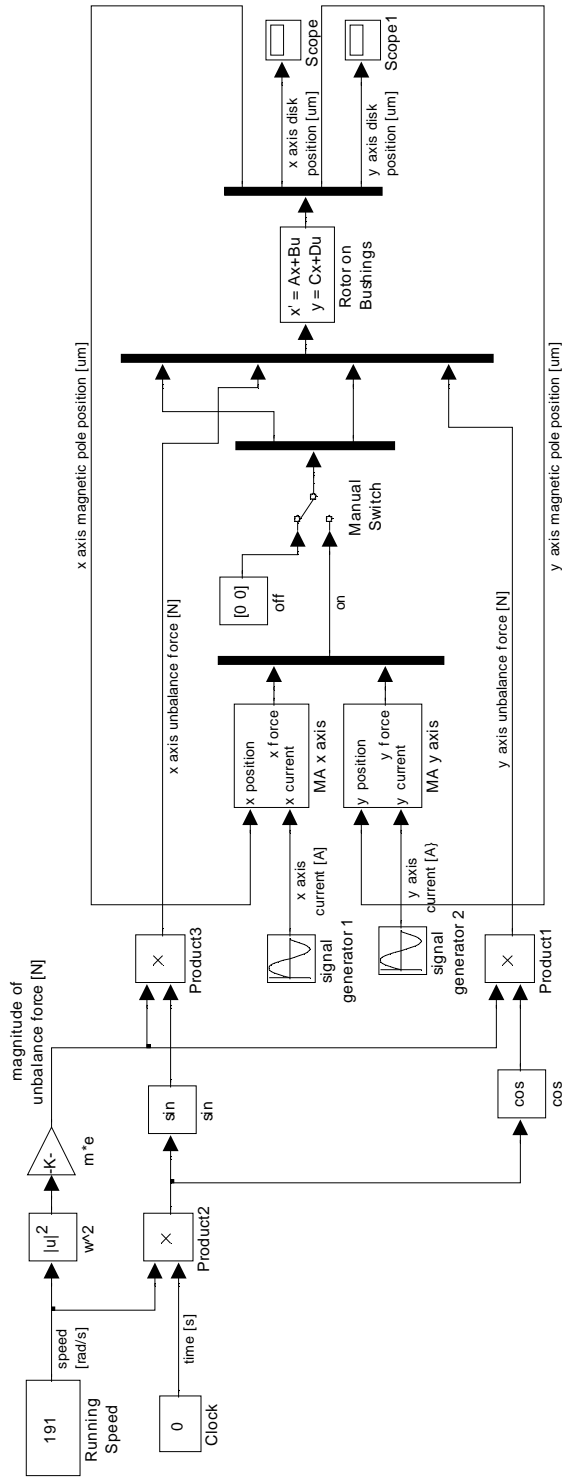 191
Running
Speed
speed
[rad/s]
0
Clock
time [s]
|u|²
w^2
-K-
m*e
magnitude of
unbalance force [N]
×
Product2
sin
sin
cos
cos
×
Product3
×
Product1
signal
generator 1
x axis
current [A]
signal
generator 2
y axis
current [A}
x position
x force
x current
MA x axis
y position
y force
y current
MA y axis
x axis unbalance force [N]
y axis unbalance force [N]
[0 0]
off
on
Manual
Switch
x axis magnetic pole position [um]
y axis magnetic pole position [um]
x' = Ax+Bu
y = Cx+Du
Rotor on
Bushings
x axis disk
position [um]
y axis disk
position [um]
Scope
Scope1